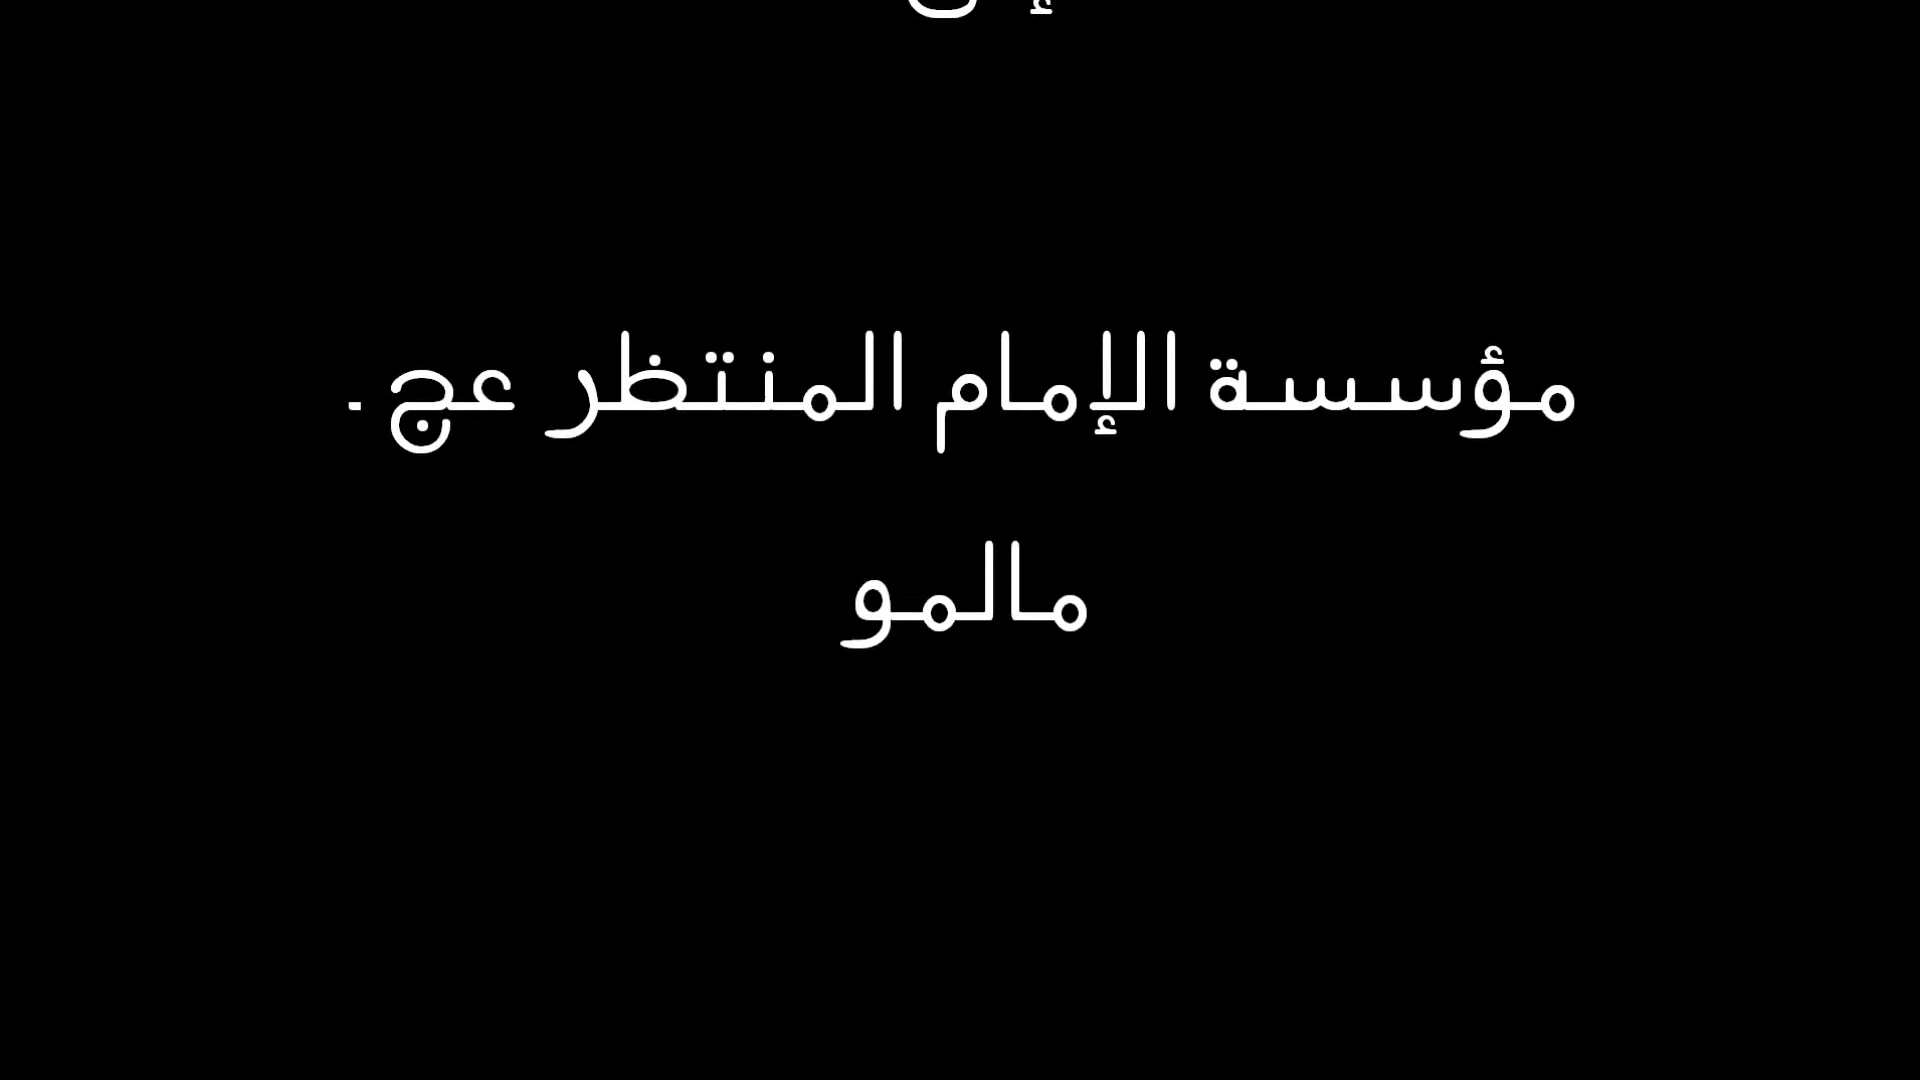 مؤسسة الإمام المنتظر عج .
مالمو